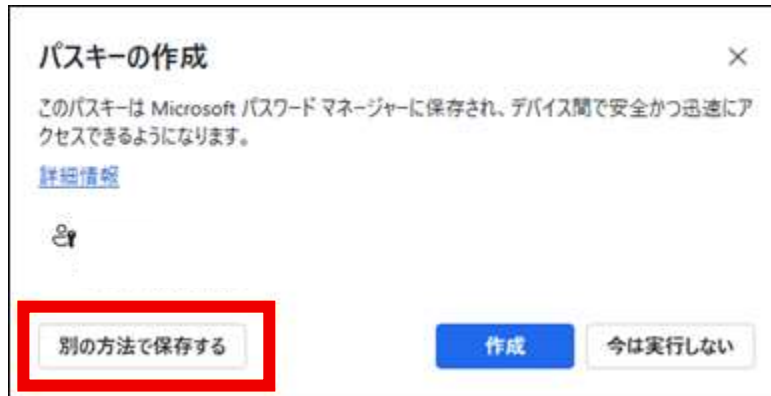 パスキーの作成
このパスキーは Microsoft パスワード マネージャーに保存され、デバイス間で安全かつ迅速にア
クセスできるようになります。
詳細情報
別の方法で保存する 作成 今は実行しない